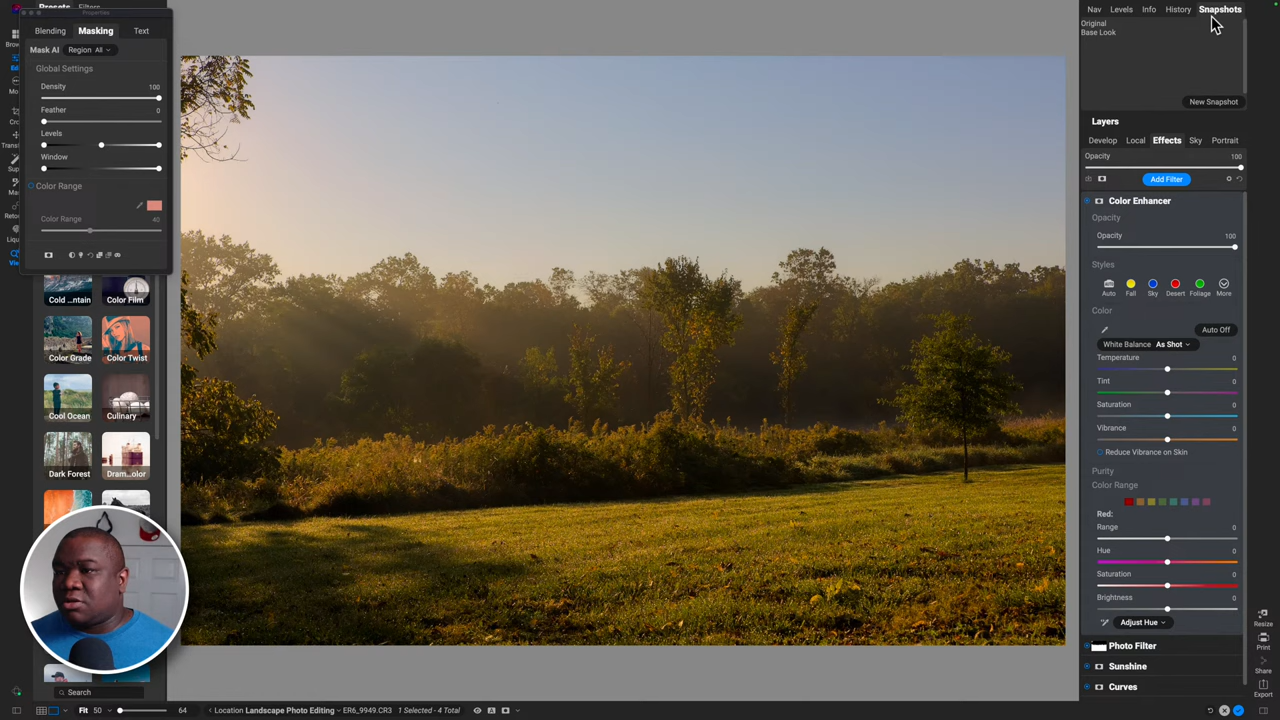 Presets Filters
Properties
Blending Masking Text
Mask AI Region All
Global Settings
Density 100
Feather 0
Levels
Window
Color Range
Color Range 40
Cold ...ntain Color Film
Color Grade Color Twist
Cool Ocean Culinary
Dark Forest Dram...olor
Search
Nav Levels Info History Snapshots
Original
Base Look
New Snapshot
Layers
Develop Local Effects Sky Portrait
Opacity 100
Add Filter
Color Enhancer
Opacity
Opacity 100
Styles
Auto Fall Sky Desert Foliage More
Color
Auto Off
White Balance As Shot
Temperature 0
Tint 0
Saturation 0
Vibrance 0
Reduce Vibrance on Skin
Purity
Color Range
Red:
Range 0
Hue 0
Saturation 0
Brightness 0
Adjust Hue
Photo Filter
Sunshine
Curves
Resize
Print
Share
Export
Fit 50 64 Location Landscape Photo Editing ER6_9949.CR3 1 Selected - 4 Total